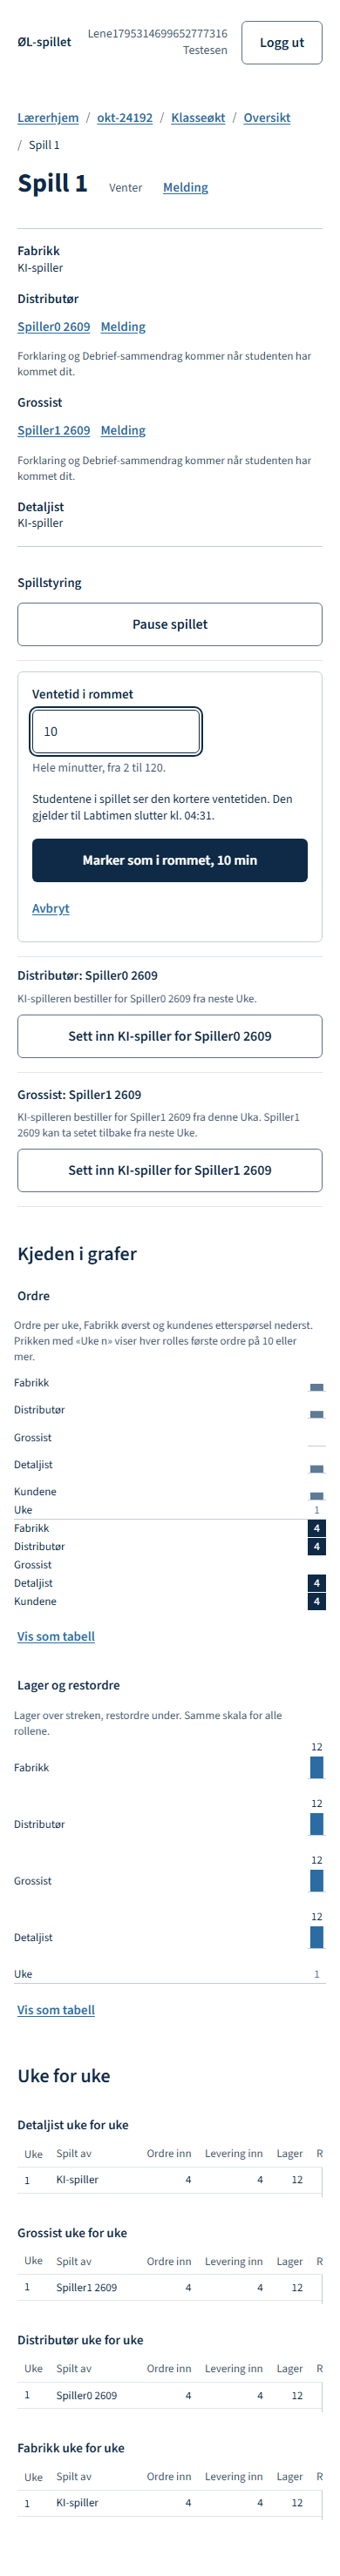 ØL-spillet
Lene1795314699652777316
Testesen
Logg ut
Lærerhjem / okt-24192 / Klasseøkt / Oversikt
/ Spill 1
Spill 1 Venter Melding
Fabrikk
KI-spiller
Distributør
Spiller0 2609 Melding
Forklaring og Debrief-sammendrag kommer når studenten har
kommet dit.
Grossist
Spiller1 2609 Melding
Forklaring og Debrief-sammendrag kommer når studenten har
kommet dit.
Detaljist
KI-spiller
Spillstyring
Pause spillet
Ventetid i rommet
10
Hele minutter, fra 2 til 120.
Studentene i spillet ser den kortere ventetiden. Den
gjelder til Labtimen slutter kl. 04:31.
Marker som i rommet, 10 min
Avbryt
Distributør: Spiller0 2609
KI-spilleren bestiller for Spiller0 2609 fra neste Uke.
Sett inn KI-spiller for Spiller0 2609
Grossist: Spiller1 2609
KI-spilleren bestiller for Spiller1 2609 fra denne Uka. Spiller1
2609 kan ta setet tilbake fra neste Uke.
Sett inn KI-spiller for Spiller1 2609
Kjeden i grafer
Ordre
Ordre per uke, Fabrikk øverst og kundenes etterspørsel nederst.
Prikken med «Uke n» viser hver rolles første ordre på 10 eller
mer.
Fabrikk
Distributør
Grossist
Detaljist
Kundene
Uke 1
Fabrikk 4
Distributør 4
Grossist
Detaljist 4
Kundene 4
Vis som tabell
Lager og restordre
Lager over streken, restordre under. Samme skala for alle
rollene.
12
Fabrikk
12
Distributør
12
Grossist
12
Detaljist
Uke 1
Vis som tabell
Uke for uke
Detaljist uke for uke
Uke Spilt av Ordre inn Levering inn Lager R
1 KI-spiller 4 4 12
Grossist uke for uke
Uke Spilt av Ordre inn Levering inn Lager R
1 Spiller1 2609 4 4 12
Distributør uke for uke
Uke Spilt av Ordre inn Levering inn Lager R
1 Spiller0 2609 4 4 12
Fabrikk uke for uke
Uke Spilt av Ordre inn Levering inn Lager R
1 KI-spiller 4 4 12